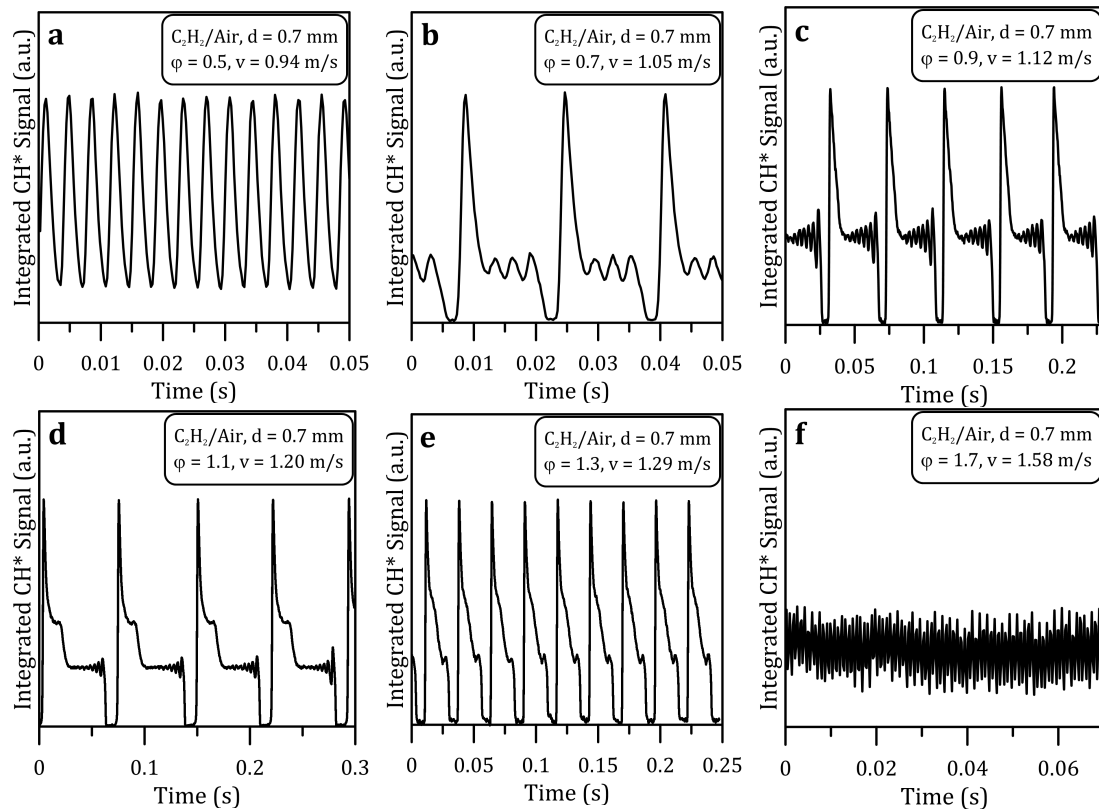 a
C₂H₂/Air, d = 0.7 mm
φ = 0.5, v = 0.94 m/s
Integrated CH* Signal (a.u.)
0 0.01 0.02 0.03 0.04 0.05
Time (s)
b
C₂H₂/Air, d = 0.7 mm
φ = 0.7, v = 1.05 m/s
Integrated CH* Signal (a.u.)
0 0.01 0.02 0.03 0.04 0.05
Time (s)
c
C₂H₂/Air, d = 0.7 mm
φ = 0.9, v = 1.12 m/s
Integrated CH* Signal (a.u.)
0 0.05 0.1 0.15 0.2
Time (s)
d
C₂H₂/Air, d = 0.7 mm
φ = 1.1, v = 1.20 m/s
Integrated CH* Signal (a.u.)
0 0.1 0.2 0.3
Time (s)
e
C₂H₂/Air, d = 0.7 mm
φ = 1.3, v = 1.29 m/s
Integrated CH* Signal (a.u.)
0 0.05 0.1 0.15 0.2 0.25
Time (s)
f
C₂H₂/Air, d = 0.7 mm
φ = 1.7, v = 1.58 m/s
Integrated CH* Signal (a.u.)
0 0.02 0.04 0.06
Time (s)